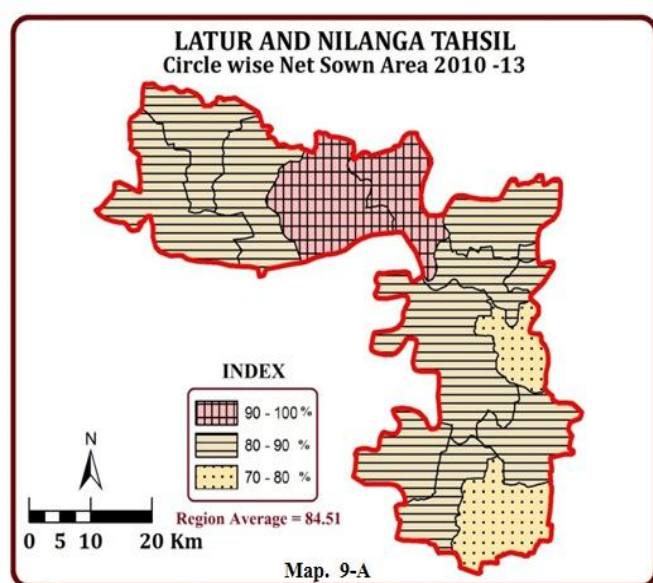 LATUR AND NILANGA TAHSIL
Circle wise Net Sown Area 2010 -13
INDEX
90 - 100 %
80 - 90 %
70 - 80 %
N
Region Average = 84.51
0 5 10 20 Km
Map. 9-A